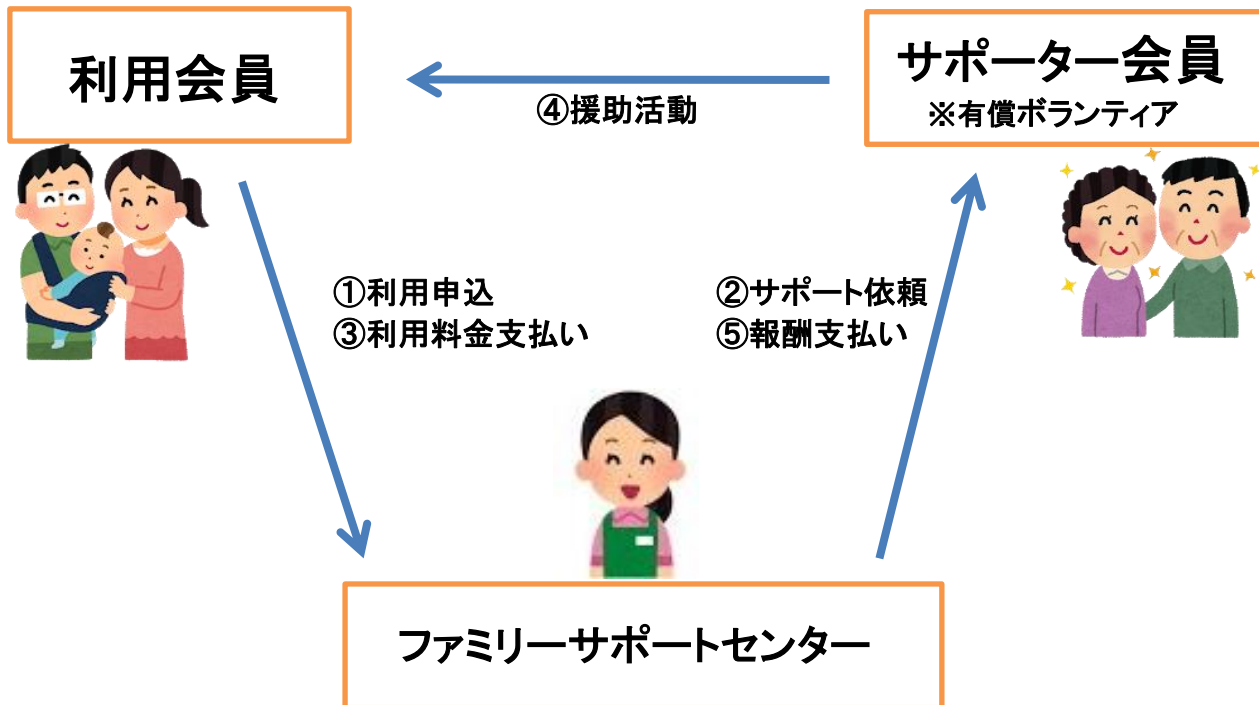 利用会員
サポーター会員
※有償ボランティア
④援助活動
①利用申込
③利用料金支払い
②サポート依頼
⑤報酬支払い
ファミリーサポートセンター